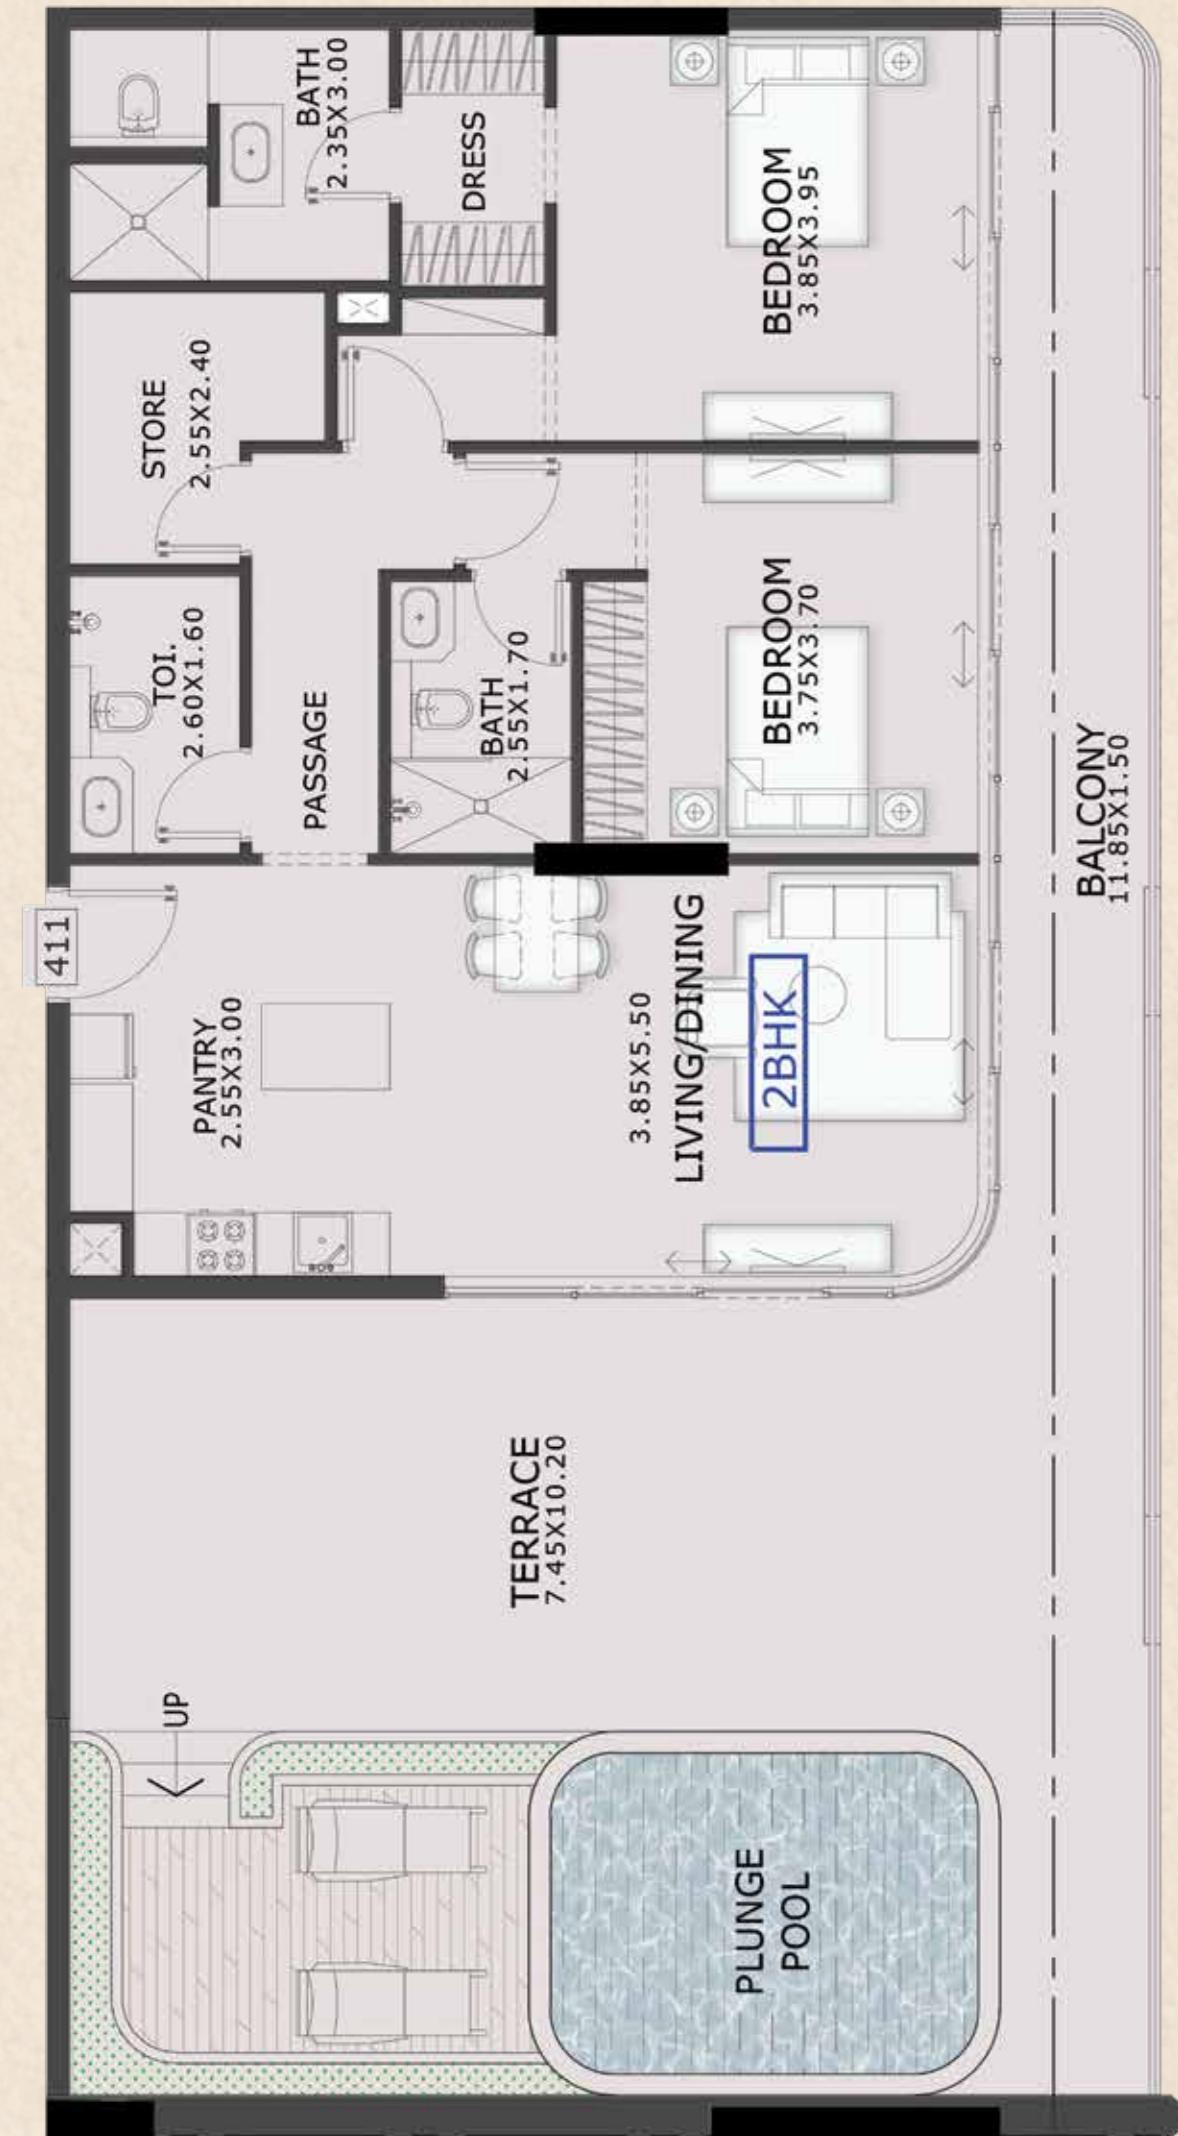 BATH
2.35X3.00
DRESS
BEDROOM
3.85X3.95
STORE
2.55X2.40
TOI.
2.60X1.60
PASSAGE
BATH
2.55X1.70
BEDROOM
3.75X3.70
BALCONY
11.85X1.50
411
PANTRY
2.55X3.00
3.85X5.50
LIVING/DINING
2BHK
TERRACE
7.45X10.20
UP
PLUNGE
POOL